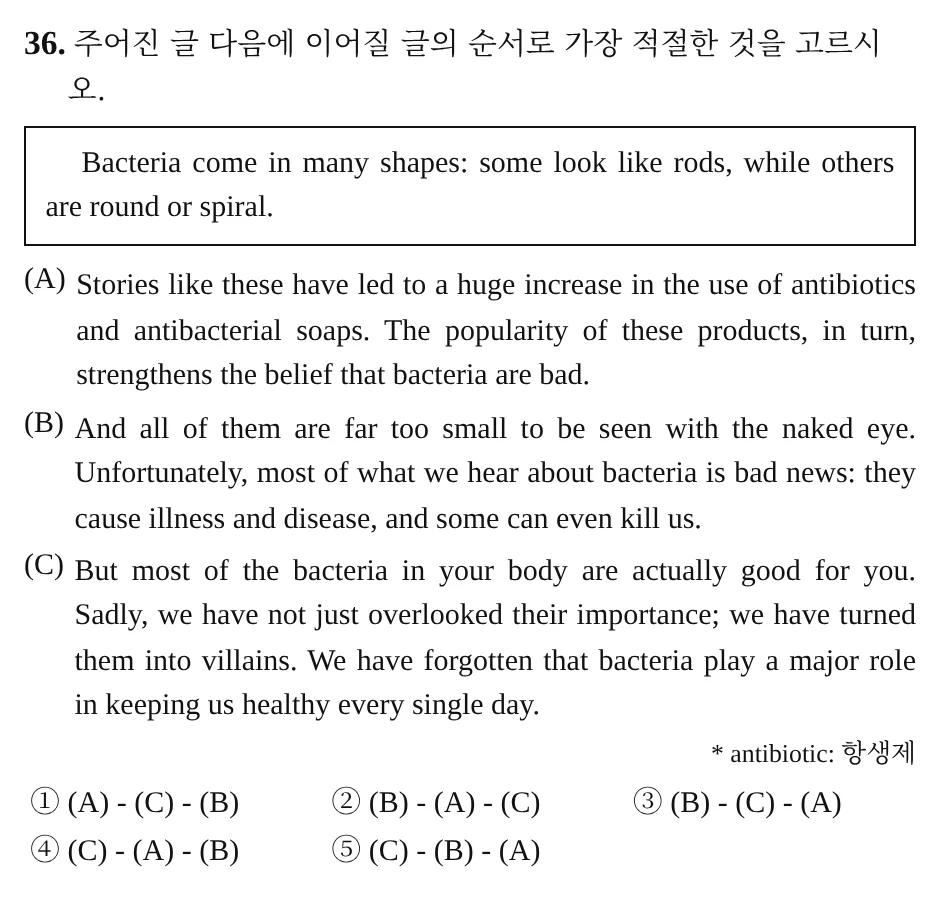 36. 주어진 글 다음에 이어질 글의 순서로 가장 적절한 것을 고르시
오.
Bacteria come in many shapes: some look like rods, while others
are round or spiral.
(A) Stories like these have led to a huge increase in the use of antibiotics
and antibacterial soaps. The popularity of these products, in turn,
strengthens the belief that bacteria are bad.
(B) And all of them are far too small to be seen with the naked eye.
Unfortunately, most of what we hear about bacteria is bad news: they
cause illness and disease, and some can even kill us.
(C) But most of the bacteria in your body are actually good for you.
Sadly, we have not just overlooked their importance; we have turned
them into villains. We have forgotten that bacteria play a major role
in keeping us healthy every single day.
* antibiotic: 항생제
① (A) - (C) - (B) ② (B) - (A) - (C) ③ (B) - (C) - (A)
④ (C) - (A) - (B) ⑤ (C) - (B) - (A)